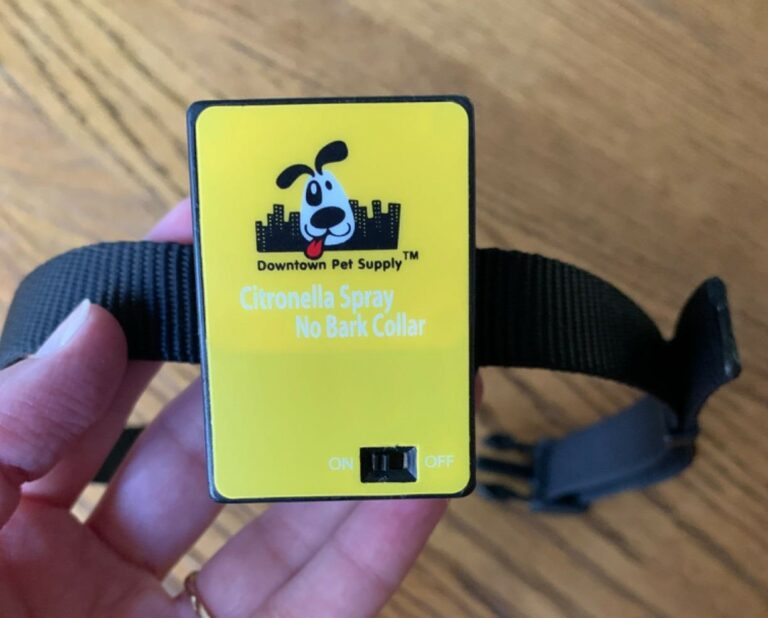 Downtown Pet Supply™
Citronella Spray
No Bark Collar
ON OFF